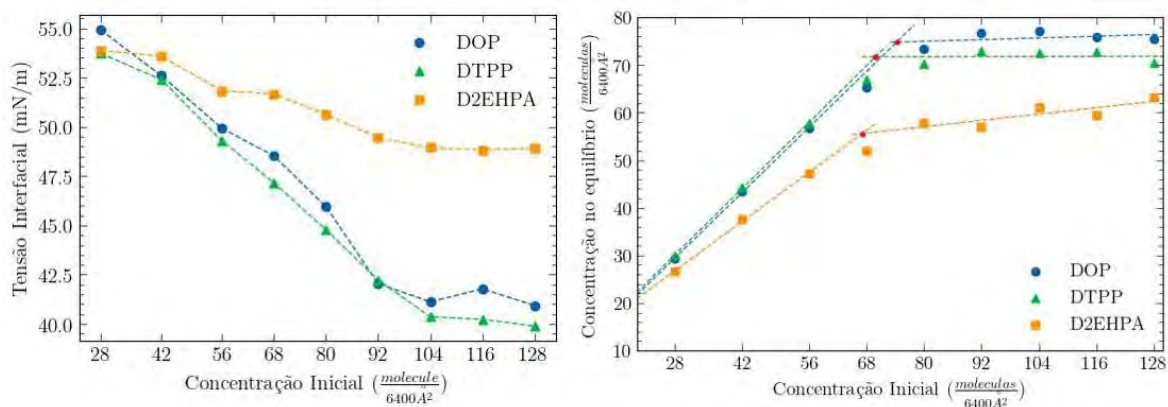 Tensão Interfacial (mN/m)
55.0
52.5
50.0
47.5
45.0
42.5
40.0
DOP
DTPP
D2EHPA
28 42 56 68 80 92 104 116 128
Concentração Inicial (molecule/6400Å²)
Concentração no equilíbrio (moleculas/6400Å²)
80
70
60
50
40
30
20
10
DOP
DTPP
D2EHPA
28 42 56 68 80 92 104 116 128
Concentração Inicial (moleculas/6400Å²)